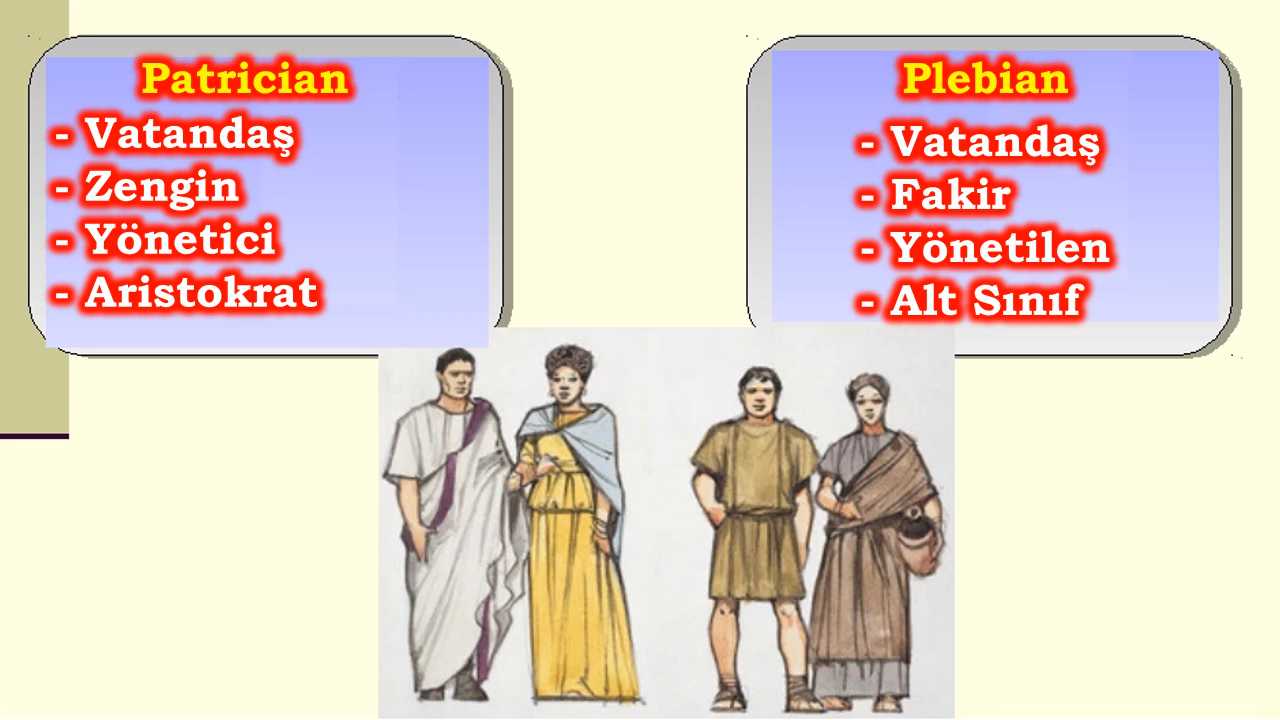 Patrician
- Vatandaş
- Zengin
- Yönetici
- Aristokrat
Plebian
- Vatandaş
- Fakir
- Yönetilen
- Alt Sınıf